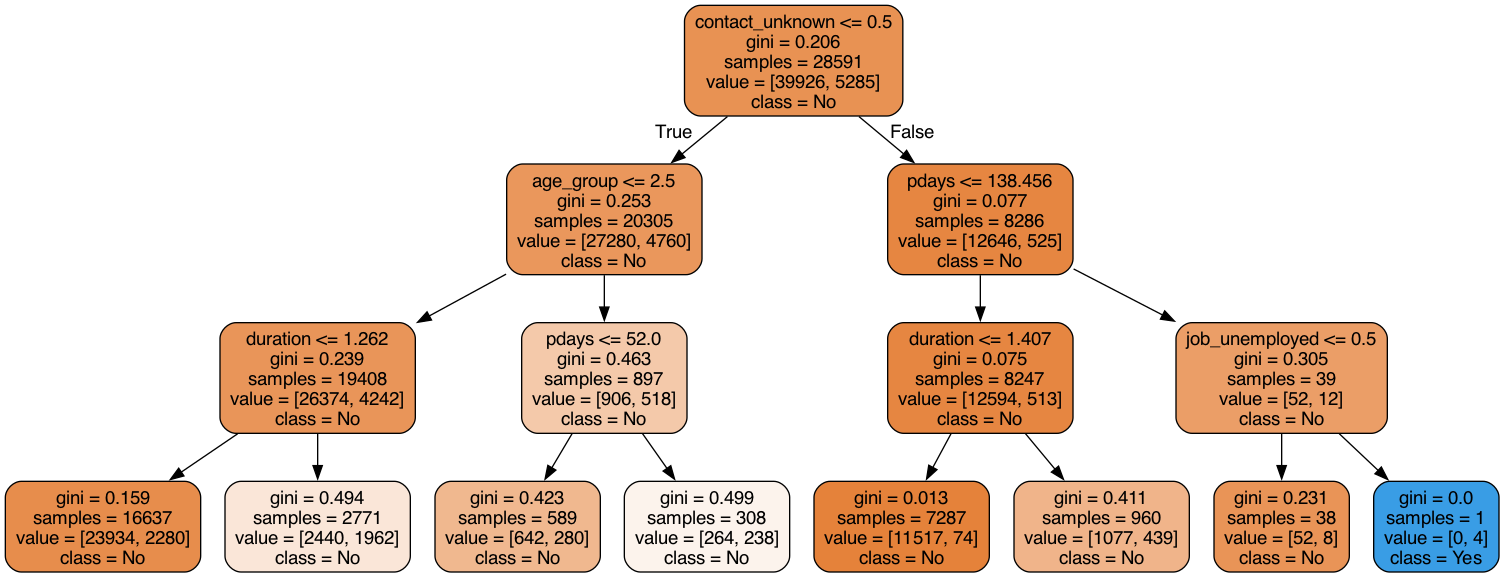 contact_unknown <= 0.5
gini = 0.206
samples = 28591
value = [39926, 5285]
class = No
True
False
age_group <= 2.5
gini = 0.253
samples = 20305
value = [27280, 4760]
class = No
pdays <= 138.456
gini = 0.077
samples = 8286
value = [12646, 525]
class = No
duration <= 1.262
gini = 0.239
samples = 19408
value = [26374, 4242]
class = No
pdays <= 52.0
gini = 0.463
samples = 897
value = [906, 518]
class = No
duration <= 1.407
gini = 0.075
samples = 8247
value = [12594, 513]
class = No
job_unemployed <= 0.5
gini = 0.305
samples = 39
value = [52, 12]
class = No
gini = 0.159
samples = 16637
value = [23934, 2280]
class = No
gini = 0.494
samples = 2771
value = [2440, 1962]
class = No
gini = 0.423
samples = 589
value = [642, 280]
class = No
gini = 0.499
samples = 308
value = [264, 238]
class = No
gini = 0.013
samples = 7287
value = [11517, 74]
class = No
gini = 0.411
samples = 960
value = [1077, 439]
class = No
gini = 0.231
samples = 38
value = [52, 8]
class = No
gini = 0.0
samples = 1
value = [0, 4]
class = Yes